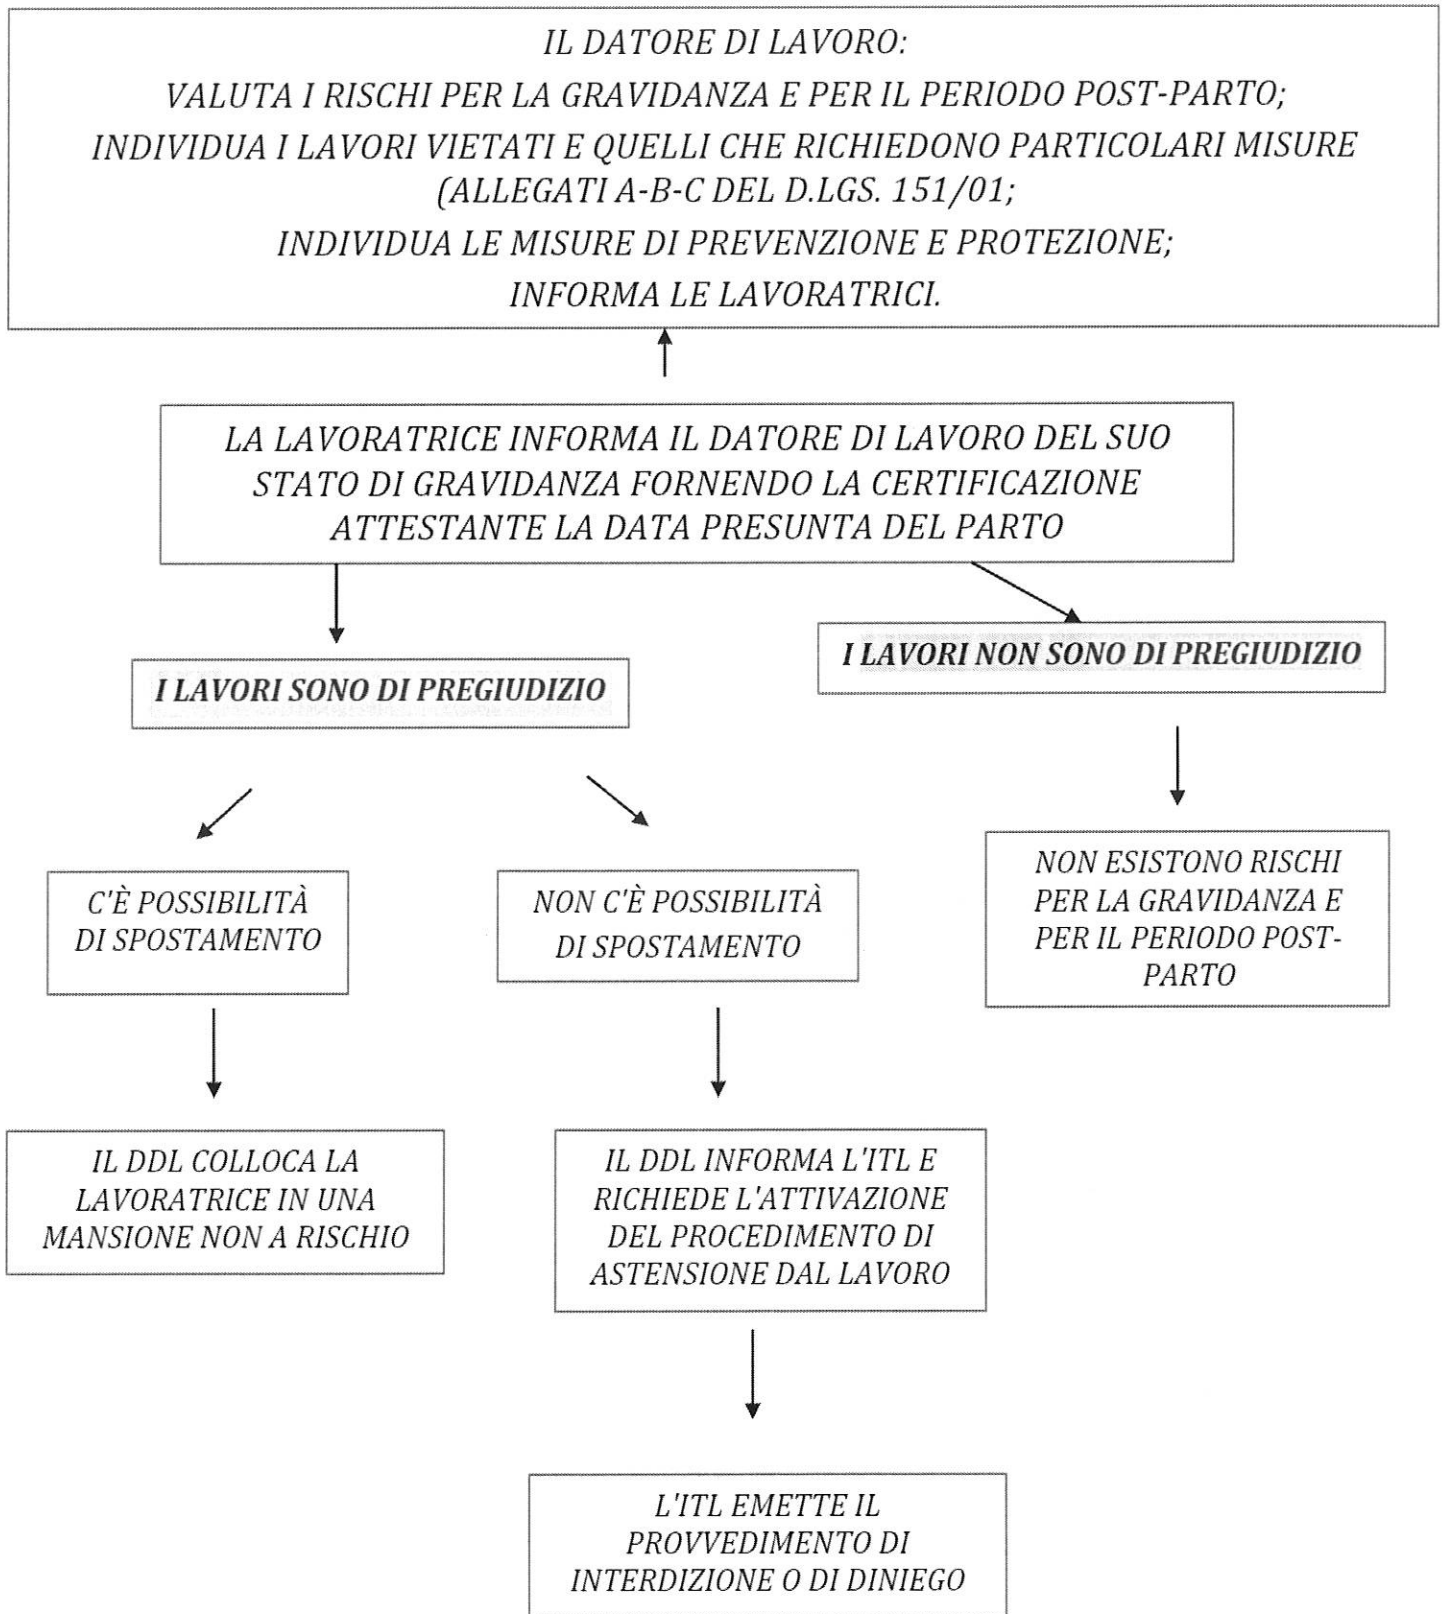 IL DATORE DI LAVORO:
VALUTA I RISCHI PER LA GRAVIDANZA E PER IL PERIODO POST-PARTO;
INDIVIDUA I LAVORI VIETATI E QUELLI CHE RICHIEDONO PARTICOLARI MISURE
(ALLEGATI A-B-C DEL D.LGS. 151/01;
INDIVIDUA LE MISURE DI PREVENZIONE E PROTEZIONE;
INFORMA LE LAVORATRICI.
LA LAVORATRICE INFORMA IL DATORE DI LAVORO DEL SUO
STATO DI GRAVIDANZA FORNENDO LA CERTIFICAZIONE
ATTESTANTE LA DATA PRESUNTA DEL PARTO
I LAVORI SONO DI PREGIUDIZIO
I LAVORI NON SONO DI PREGIUDIZIO
C'È POSSIBILITÀ
DI SPOSTAMENTO
NON C'È POSSIBILITÀ
DI SPOSTAMENTO
NON ESISTONO RISCHI
PER LA GRAVIDANZA E
PER IL PERIODO POST-
PARTO
IL DDL COLLOCA LA
LAVORATRICE IN UNA
MANSIONE NON A RISCHIO
IL DDL INFORMA L'ITL E
RICHIEDE L'ATTIVAZIONE
DEL PROCEDIMENTO DI
ASTENSIONE DAL LAVORO
L'ITL EMETTE IL
PROVVEDIMENTO DI
INTERDIZIONE O DI DINIEGO